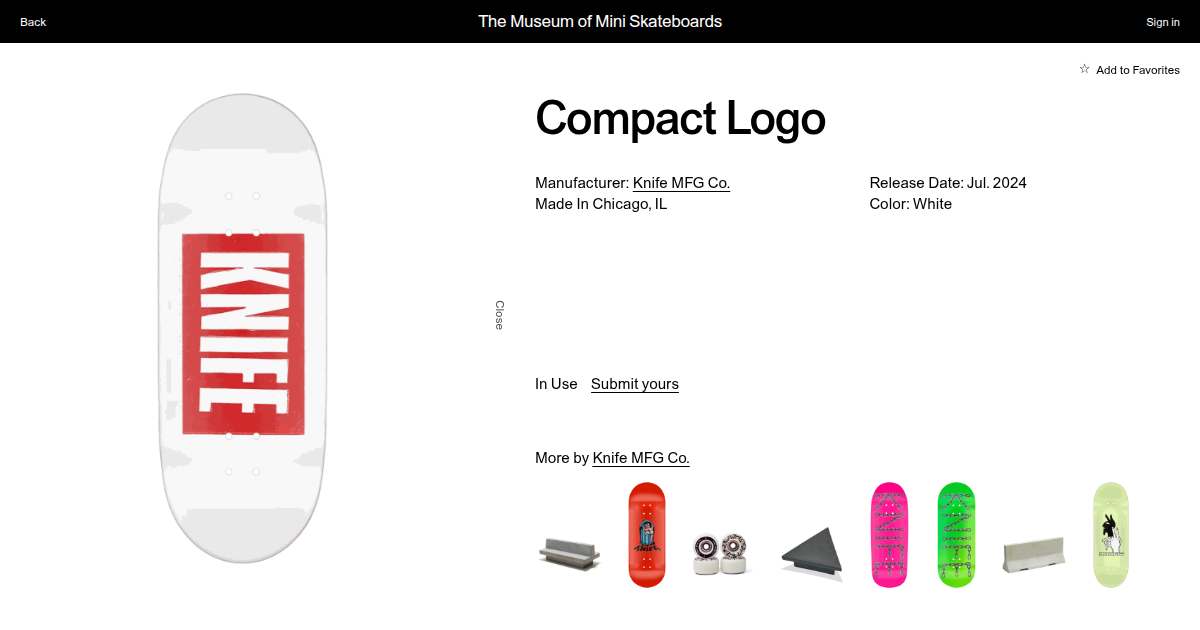 Back
The Museum of Mini Skateboards
Sign in
☆ Add to Favorites
Compact Logo
Manufacturer: Knife MFG Co.
Made In Chicago, IL
Release Date: Jul. 2024
Color: White
KNIFE
Close
In Use Submit yours
More by Knife MFG Co.
KNIFE
KNIFE